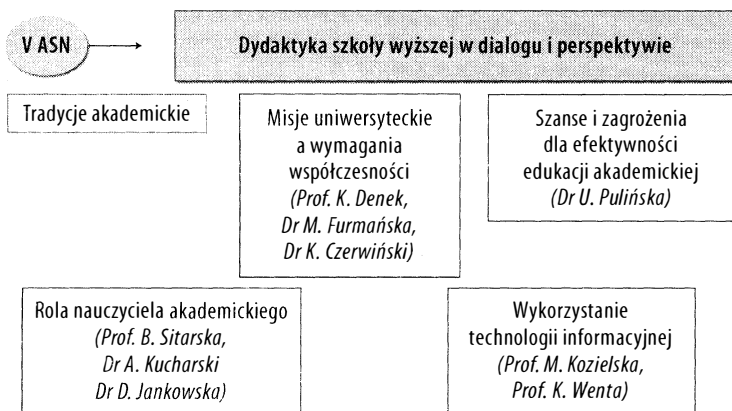 V ASN
Dydaktyka szkoły wyższej w dialogu i perspektywie
Tradycje akademickie
Misje uniwersyteckie
a wymagania
współczesności
(Prof. K. Denek,
Dr M. Furmańska,
Dr K. Czerwiński)
Szanse i zagrożenia
dla efektywności
edukacji akademickiej
(Dr U. Pulińska)
Rola nauczyciela akademickiego
(Prof. B. Sitarska,
Dr A. Kucharski
Dr D. Jankowska)
Wykorzystanie
technologii informacyjnej
(Prof. M. Kozielska,
Prof. K. Wenta)